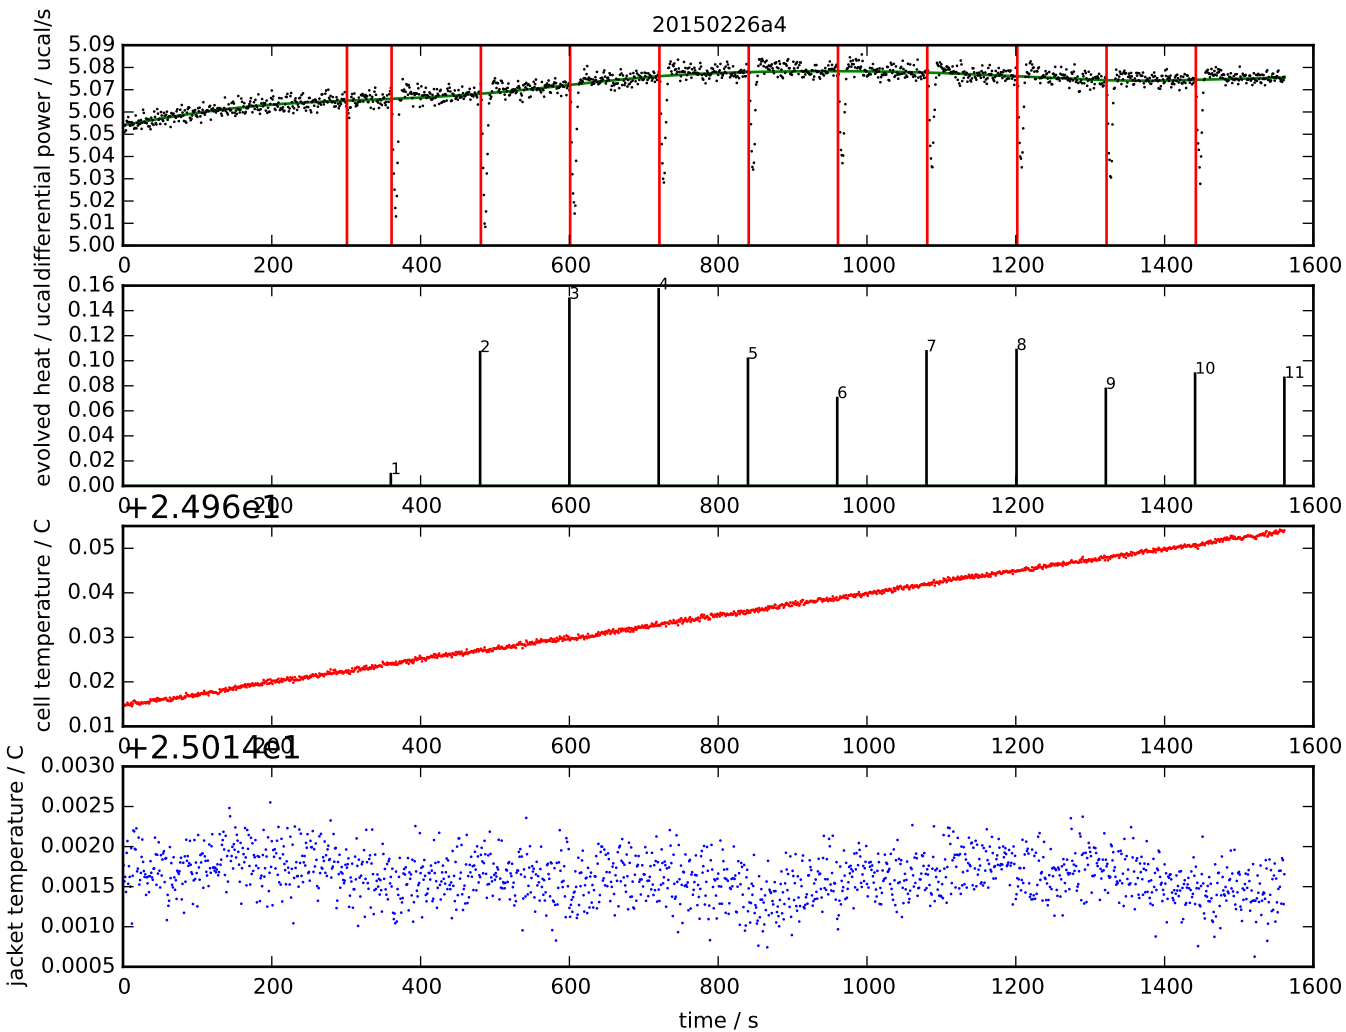 20150226a4
differential power / ucal/s
5.09
5.08
5.07
5.06
5.05
5.04
5.03
5.02
5.01
5.00
0 200 400 600 800 1000 1200 1400 1600
evolved heat / ucal
0.16
0.14
0.12
0.10
0.08
0.06
0.04
0.02
0.00
1 2 3 4 5 6 7 8 9 10 11
0 200 400 600 800 1000 1200 1400 1600
+2.496e1
cell temperature / C
0.05
0.04
0.03
0.02
0.01
0 200 400 600 800 1000 1200 1400 1600
+2.5014e1
jacket temperature / C
0.0030
0.0025
0.0020
0.0015
0.0010
0.0005
0 200 400 600 800 1000 1200 1400 1600
time / s